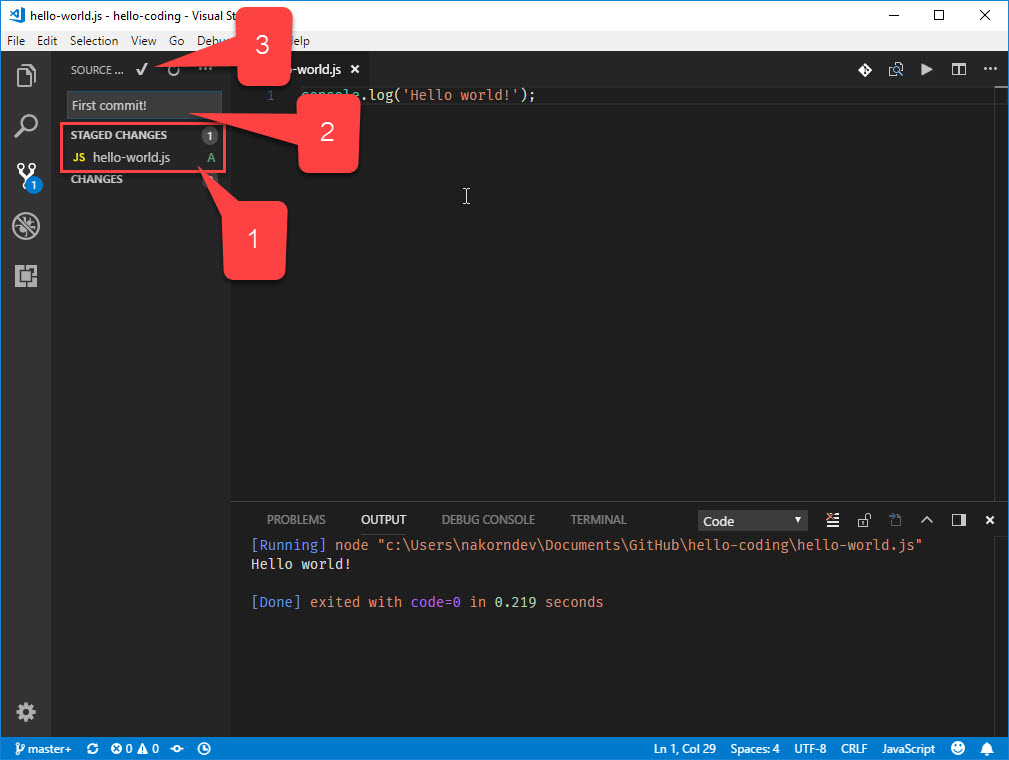 hello-world.js - hello-coding - Visual St
File Edit Selection View Go Debu elp
SOURCE ...
3
-world.js
1 console.log('Hello world!');
First commit!
2
STAGED CHANGES 1
JS hello-world.js A
CHANGES
1
1
PROBLEMS OUTPUT DEBUG CONSOLE TERMINAL Code
[Running] node "c:\Users\nakorndev\Documents\GitHub\hello-coding\hello-world.js"
Hello world!
[Done] exited with code=0 in 0.219 seconds
master+ 0 0 Ln 1, Col 29 Spaces: 4 UTF-8 CRLF JavaScript